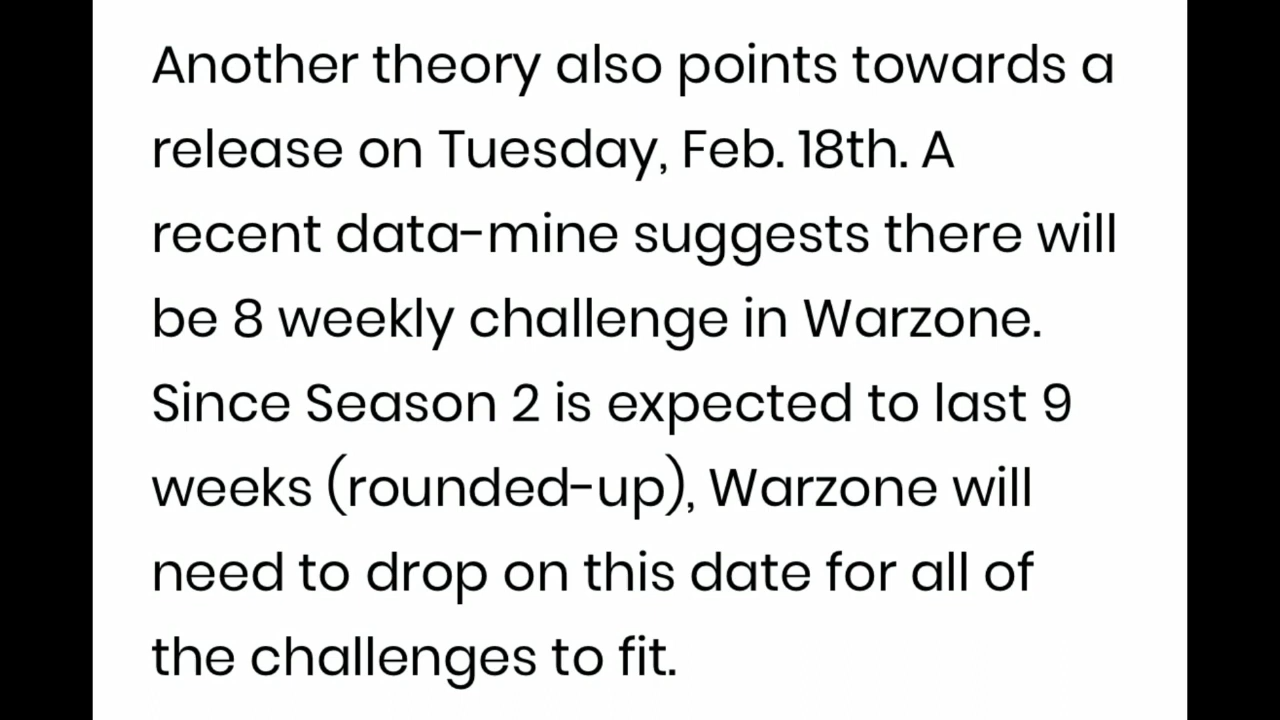 Another theory also points towards a
release on Tuesday, Feb. 18th. A
recent data-mine suggests there will
be 8 weekly challenge in Warzone.
Since Season 2 is expected to last 9
weeks (rounded-up), Warzone will
need to drop on this date for all of
the challenges to fit.